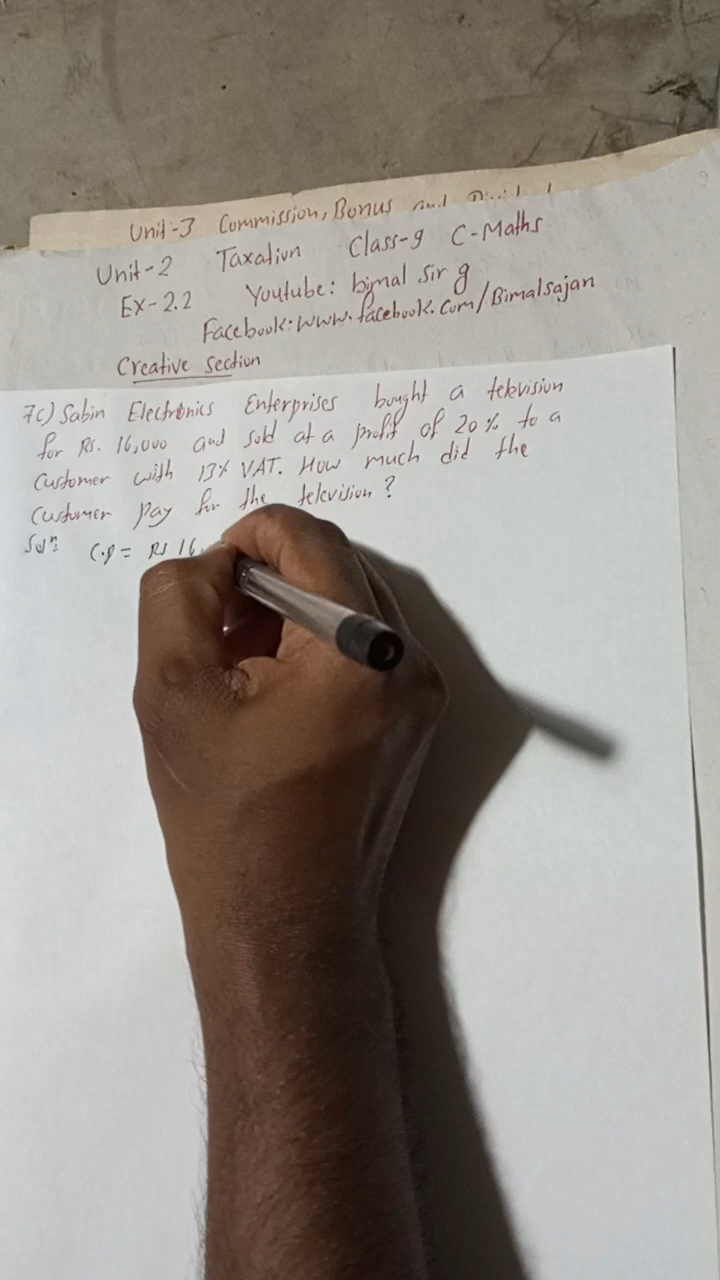 Unit-3 Commission, Bonus and
Unit-2 Taxation Class-9 C-Maths
Ex-2.2 Youtube: bimal sir g
Facebook: www.facebook.com/Bimalsajan
Creative Section
7c) Sabin Electronics Enterprises bought a television
for Rs. 16,000 and sold at a profit of 20% to a
customer with 13% VAT. How much did the
customer pay for the television?
Solⁿ: C.P = Rs 16